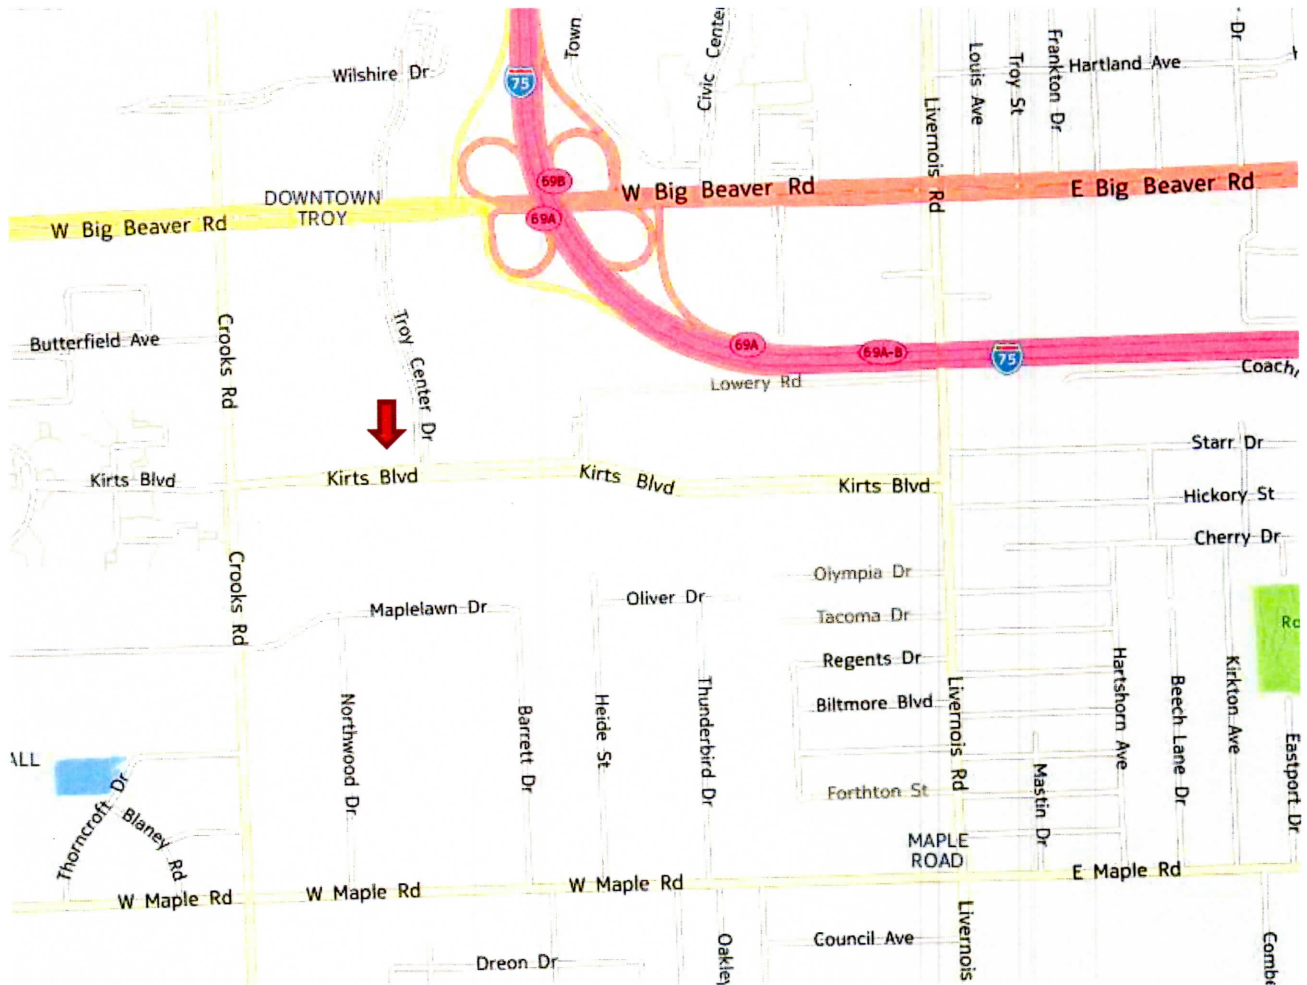 Wilshire Dr
75
Town
Civic Center
Livernois Rd
Louis Ave
Troy St
Frankton Dr
Hartland Ave
Dr
69B
DOWNTOWN
TROY
W Big Beaver Rd
E Big Beaver Rd
W Big Beaver Rd
69A
Butterfield Ave
Crooks Rd
Troy Center Dr
69A
69A-B
75
Lowery Rd
Coach
Starr Dr
Kirts Blvd
Kirts Blvd
Kirts Blvd
Kirts Blvd
Hickory St
Cherry Dr
Crooks Rd
Olympia Dr
Maplelawn Dr
Oliver Dr
Tacoma Dr
Ro
Regents Dr
Biltmore Blvd
Northwood Dr
Barrett Dr
Heide St
Thunderbird Dr
Livernois Rd
Hartshorn Ave
Beech Lane Dr
Kirkton Ave
Eastport Dr
ALL
Thorncroft Dr
Blaney Rd
Forthton St
Mastin Dr
MAPLE
ROAD
W Maple Rd
W Maple Rd
W Maple Rd
E Maple Rd
Dreon Dr
Oakley
Council Ave
Livernois
Combe